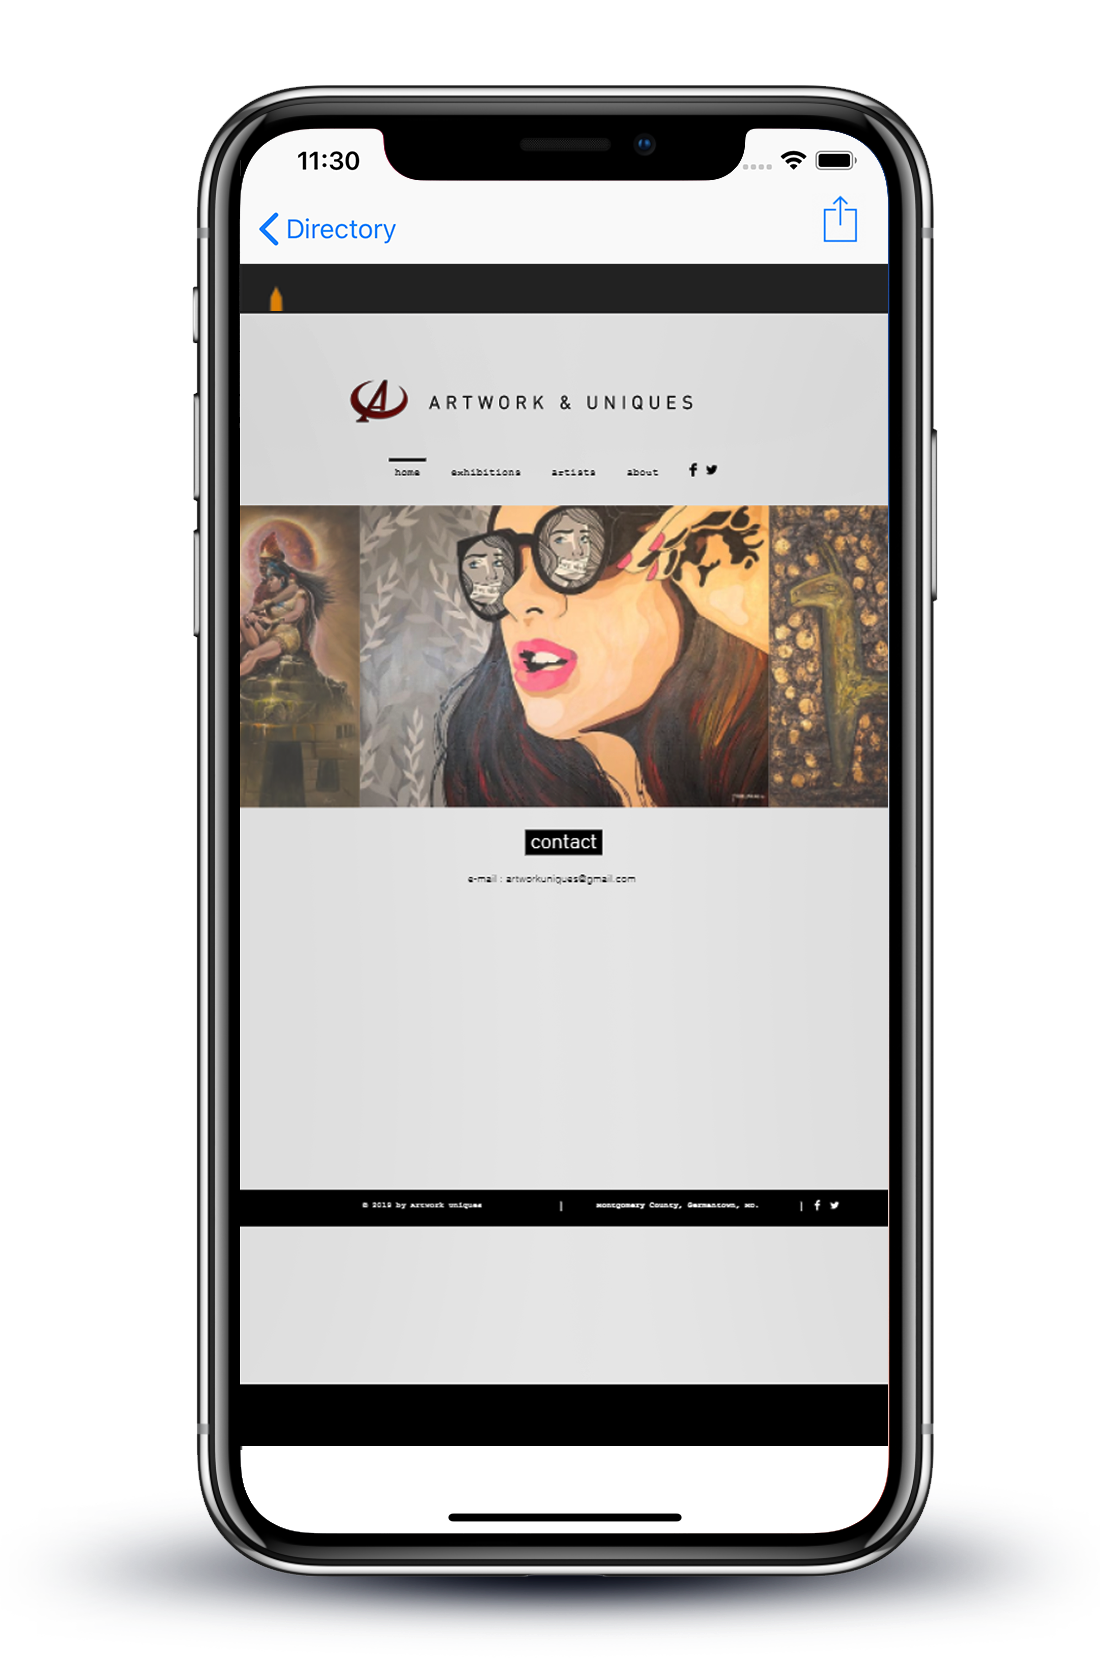 11:30
Directory
ARTWORK & UNIQUES
home exhibitions artists about
contact
e-mail : artworkuniques@gmail.com
© 2019 by Artwork Uniques | Montgomery County, Germantown, MD. |